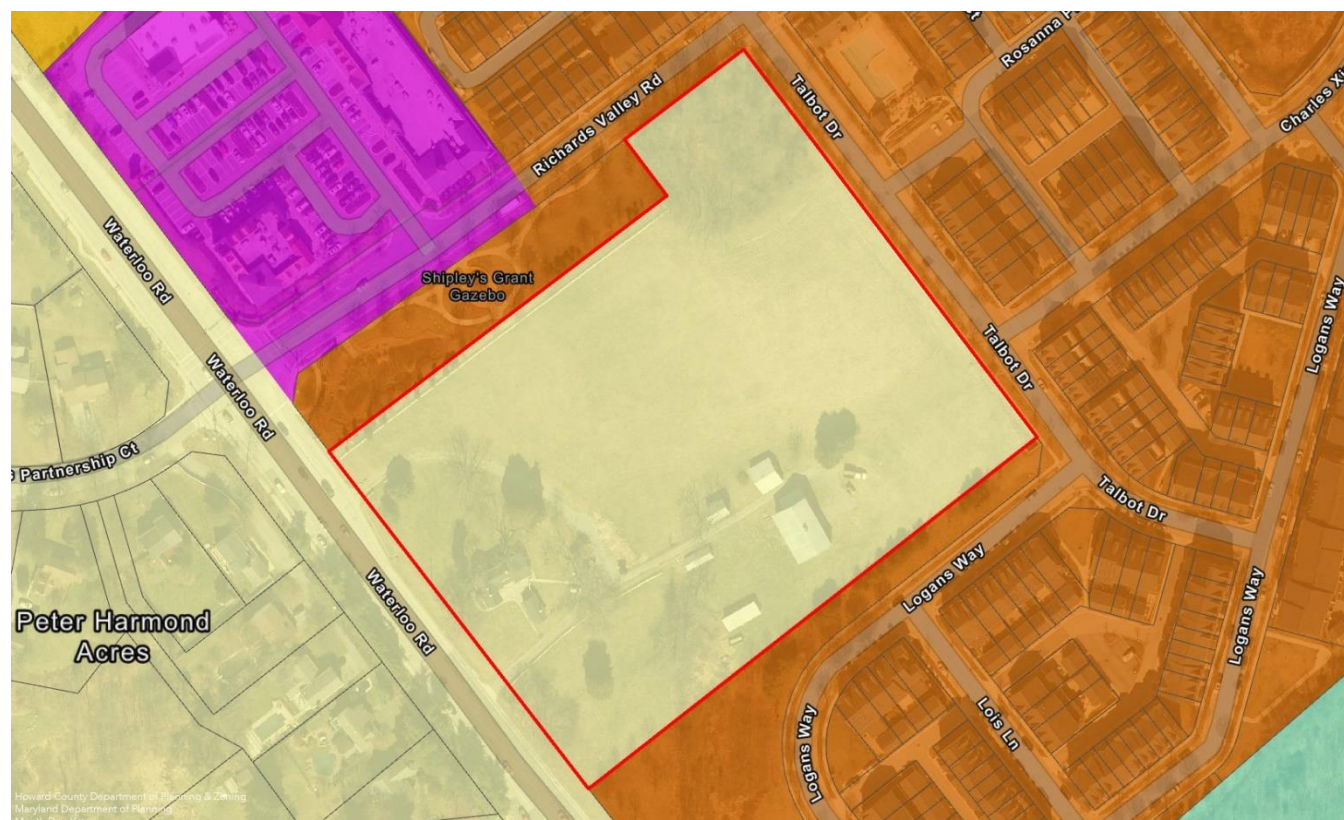 Rosanna
Richards Valley Rd
Talbot Dr
Charles
Waterloo Rd
Shipley's Grant
Gazebo
Logans Way
Talbot Dr
Waterloo Rd
Partnership Ct
Talbot Dr
Logans Way
Waterloo Rd
Peter Harmond
Acres
Logans Way
Lois Ln
Logans Way
Howard County Department of Planning & Zoning
Maryland Department of Planning